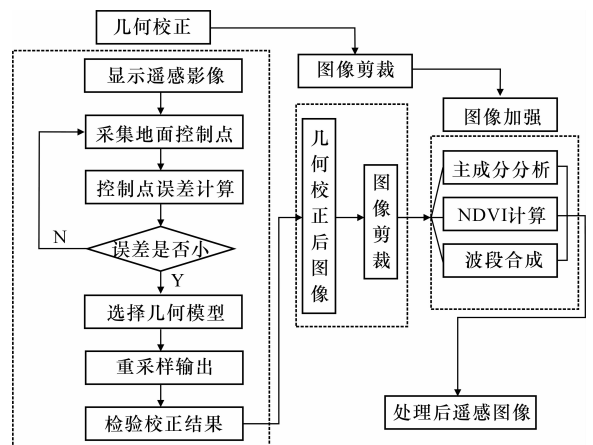 几何校正
图像剪裁
图像加强
显示遥感影像
采集地面控制点
控制点误差计算
N
误差是否小
Y
选择几何模型
重采样输出
检验校正结果
几何校正后图像
图像剪裁
主成分分析
NDVI计算
波段合成
处理后遥感图像